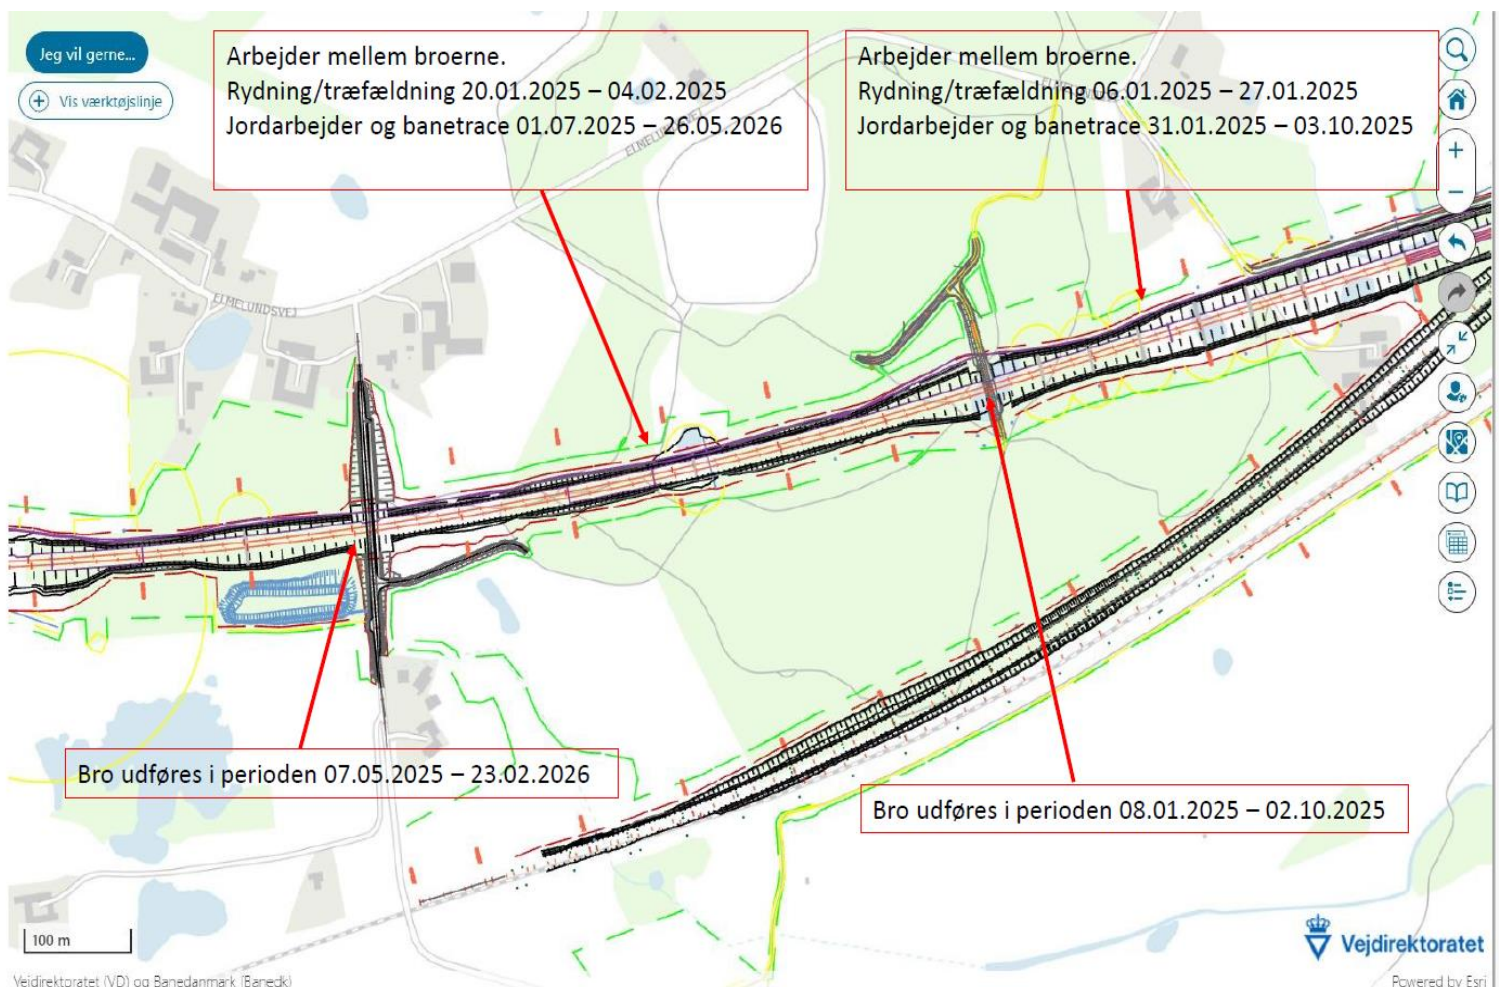 Jeg vil gerne...
Vis værktøjslinje
Arbejder mellem broerne.
Rydning/træfældning 20.01.2025 – 04.02.2025
Jordarbejder og banetrace 01.07.2025 – 26.05.2026
Arbejder mellem broerne.
Rydning/træfældning 06.01.2025 – 27.01.2025
Jordarbejder og banetrace 31.01.2025 – 03.10.2025
ELMELUNDSVEJ
ELMELUNDSVEJ
Bro udføres i perioden 07.05.2025 – 23.02.2026
Bro udføres i perioden 08.01.2025 – 02.10.2025
100 m
Vejdirektoratet
Vejdirektoratet (VD) og Banedanmark (Banedk)
Powered by Esri